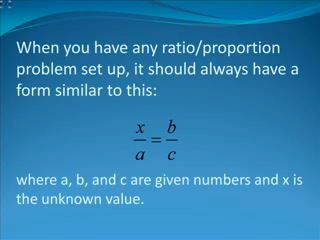 When you have any ratio/proportion
problem set up, it should always have a
form similar to this:
x/a = b/c
where a, b, and c are given numbers and x is
the unknown value.